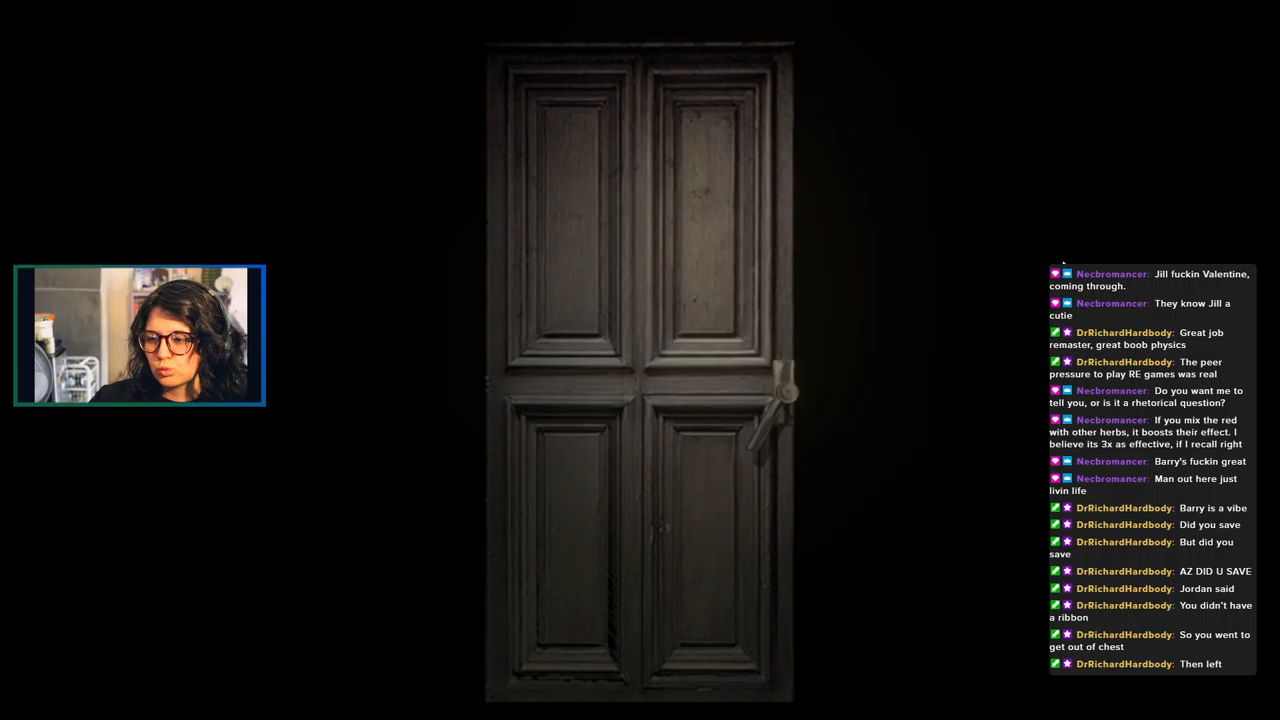 Necbromancer: Jill fuckin Valentine,
coming through.
Necbromancer: They know Jill a
cutie
DrRichardHardbody: Great job
remaster, great boob physics
DrRichardHardbody: The peer
pressure to play RE games was real
Necbromancer: Do you want me to
tell you, or is it a rhetorical question?
Necbromancer: If you mix the red
with other herbs, it boosts their effect. I
believe its 3x as effective, if I recall right
Necbromancer: Barry's fuckin great
Necbromancer: Man out here just
livin life
DrRichardHardbody: Barry is a vibe
DrRichardHardbody: Did you save
DrRichardHardbody: But did you
save
DrRichardHardbody: AZ DID U SAVE
DrRichardHardbody: Jordan said
DrRichardHardbody: You didn't have
a ribbon
DrRichardHardbody: So you went to
get out of chest
DrRichardHardbody: Then left